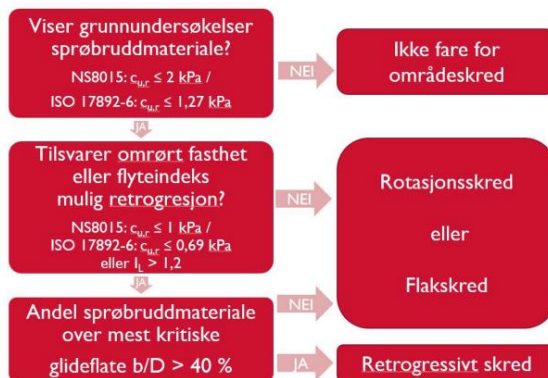 Viser grunnundersøkelser
sprøbruddmateriale?
NS8015: cu,r ≤ 2 kPa /
ISO 17892-6: cu,r ≤ 1,27 kPa
NEI
Ikke fare for
områdeskred
JA
Tilsvarer omrørt fasthet
eller flyteindeks
mulig retrogresjon?
NS8015: cu,r ≤ 1 kPa /
ISO 17892-6: cu,r ≤ 0,69 kPa
eller IL > 1,2
NEI
Rotasjonsskred
eller
Flakskred
JA
Andel sprøbruddmateriale
over mest kritiske
glideflate b/D > 40 %
NEI
JA
Retrogressivt skred